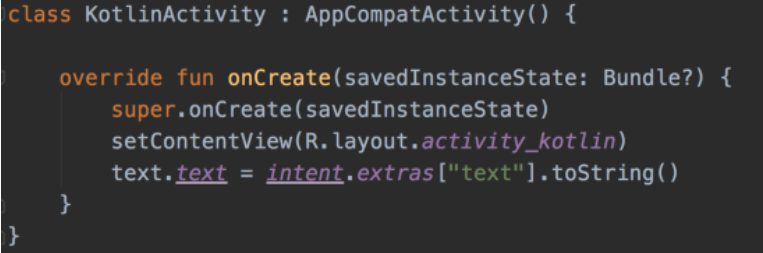 class KotlinActivity : AppCompatActivity() {
override fun onCreate(savedInstanceState: Bundle?) {
super.onCreate(savedInstanceState)
setContentView(R.layout.activity_kotlin)
text.text = intent.extras["text"].toString()
}
}